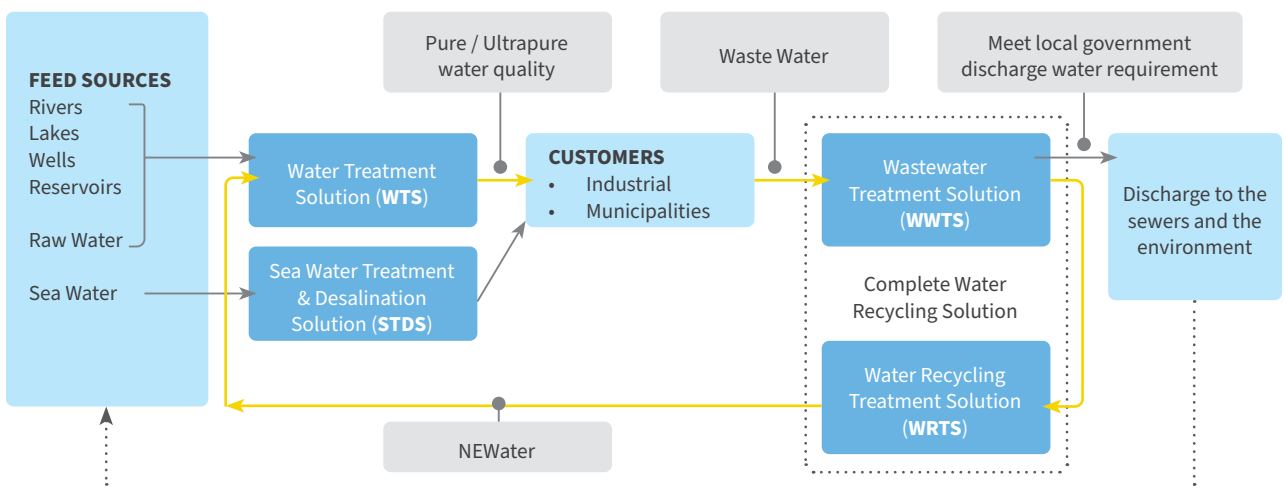 FEED SOURCES
Rivers
Lakes
Wells
Reservoirs
Raw Water
Sea Water
Pure / Ultrapure
water quality
Waste Water
Meet local government
discharge water requirement
Water Treatment
Solution (WTS)
Sea Water Treatment
& Desalination
Solution (STDS)
CUSTOMERS
• Industrial
• Municipalities
Wastewater
Treatment Solution
(WWTS)
Complete Water
Recycling Solution
Water Recycling
Treatment Solution
(WRTS)
Discharge to the
sewers and the
environment
NEWater